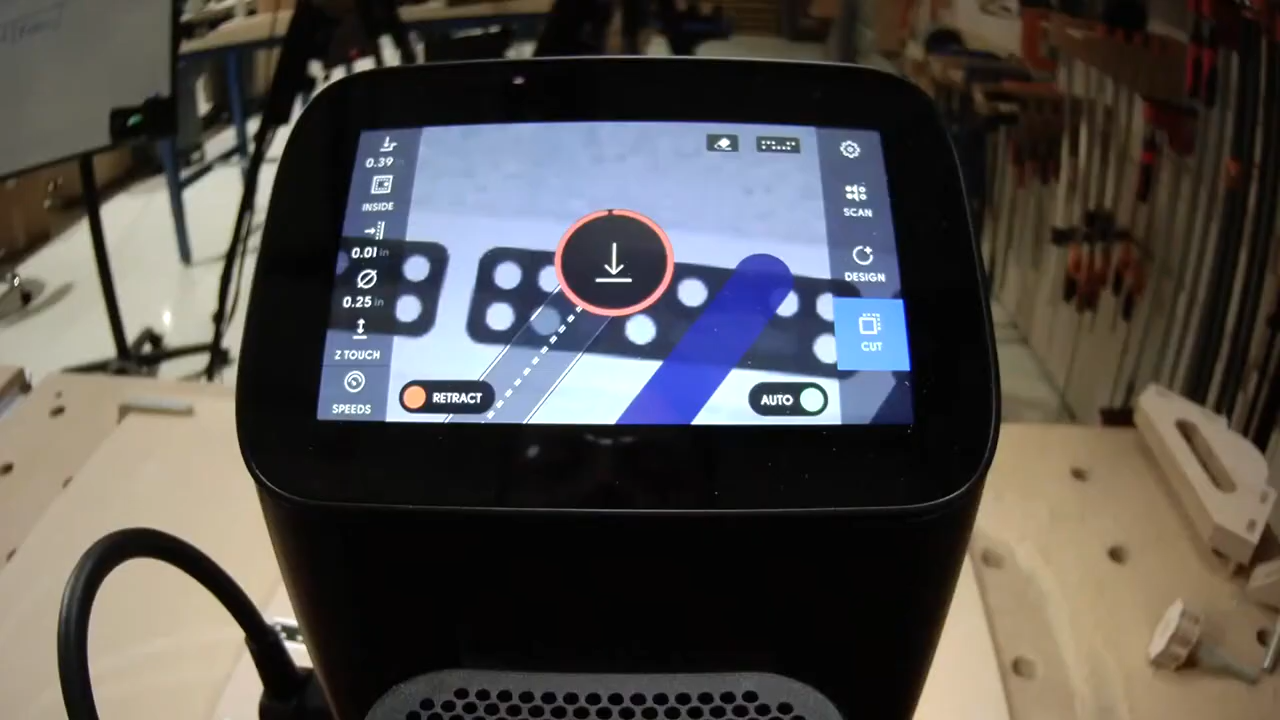 0.39
INSIDE
0.01 in
0.25 in
Z TOUCH
SPEEDS
RETRACT
AUTO
SCAN
DESIGN
CUT